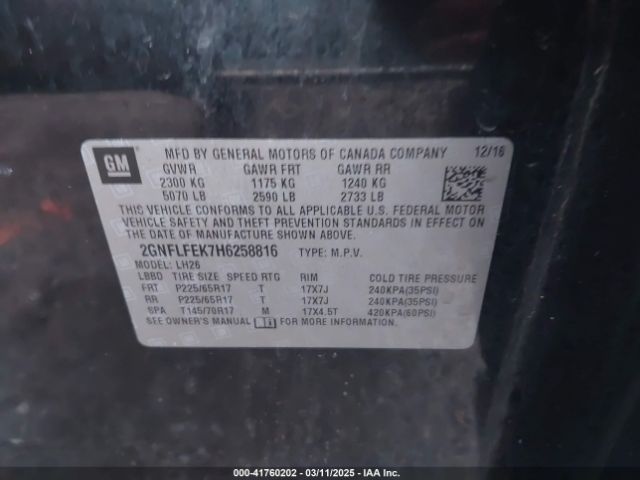 GM
MFD BY GENERAL MOTORS OF CANADA COMPANY 12/16
GVWR GAWR FRT GAWR RR
2300 KG 1175 KG 1240 KG
5070 LB 2590 LB 2733 LB
THIS VEHICLE CONFORMS TO ALL APPLICABLE U.S. FEDERAL MOTOR
VEHICLE SAFETY AND THEFT PREVENTION STANDARDS IN EFFECT ON
THE DATE OF MANUFACTURE SHOWN ABOVE.
2GNFLFEK7H6258816 TYPE: M.P.V.
MODEL: LH26
LBBD TIRE SIZE SPEED RTG RIM COLD TIRE PRESSURE
FRT P225/65R17 T 17X7J 240KPA(35PSI)
RR P225/65R17 T 17X7J 240KPA(35PSI)
SPA T145/70R17 M 17X4.5T 420KPA(60PSI)
SEE OWNER'S MANUAL FOR MORE INFORMATION.
000-41760202 - 03/11/2025 - IAA Inc.